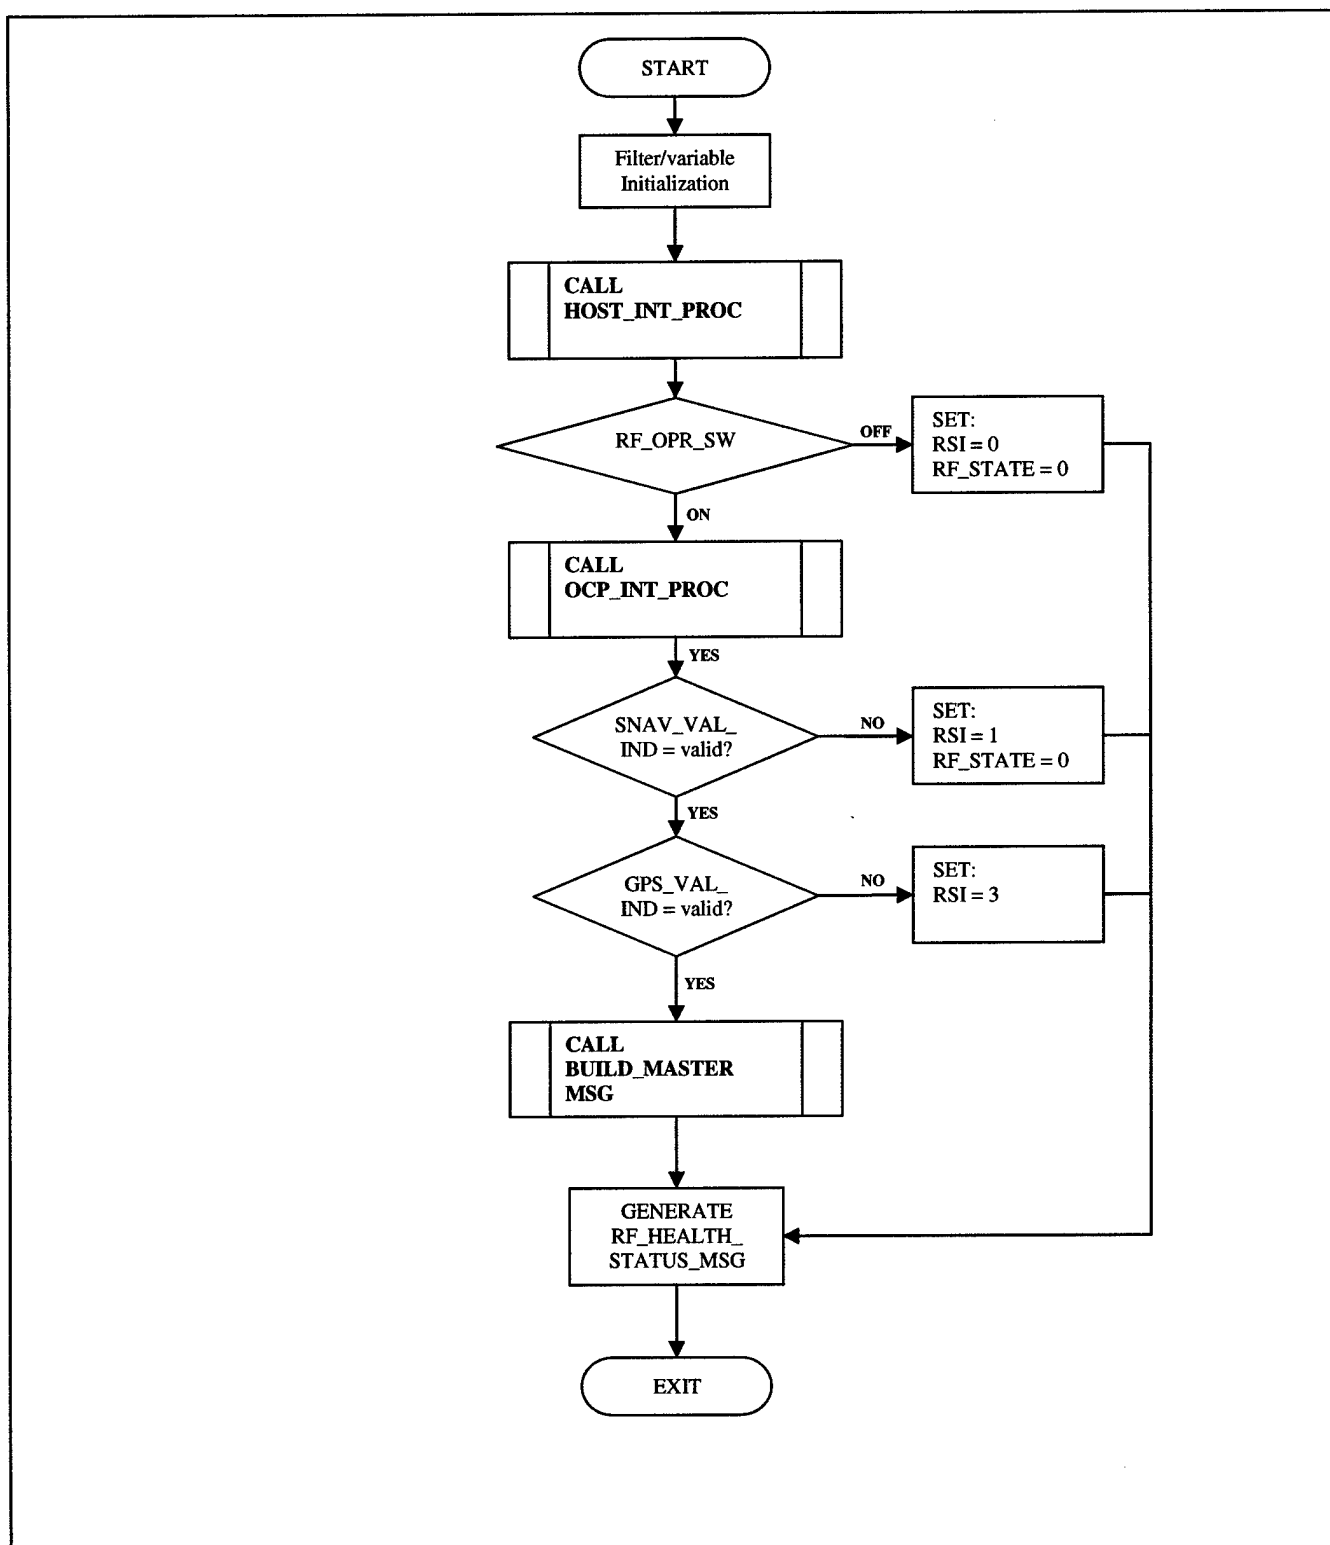 START
Filter/variable
Initialization
CALL
HOST_INT_PROC
RF_OPR_SW
OFF
SET:
RSI = 0
RF_STATE = 0
ON
CALL
OCP_INT_PROC
YES
SNAV_VAL_
IND = valid?
NO
SET:
RSI = 1
RF_STATE = 0
YES
GPS_VAL_
IND = valid?
NO
SET:
RSI = 3
YES
CALL
BUILD_MASTER
MSG
GENERATE
RF_HEALTH_
STATUS_MSG
EXIT